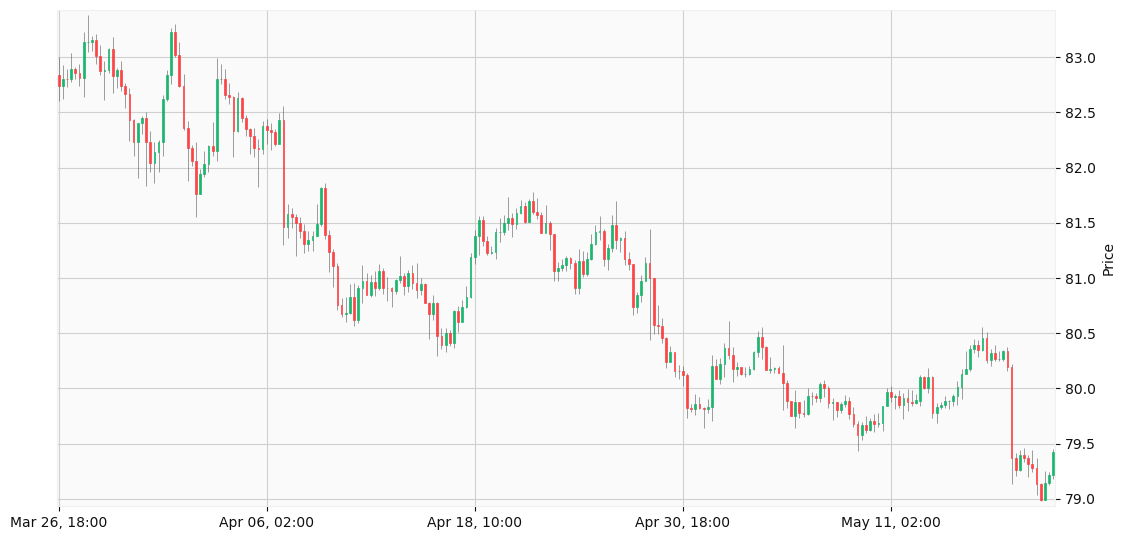 83.0
82.5
82.0
81.5
81.0
80.5
80.0
79.5
79.0
Price
Mar 26, 18:00
Apr 06, 02:00
Apr 18, 10:00
Apr 30, 18:00
May 11, 02:00